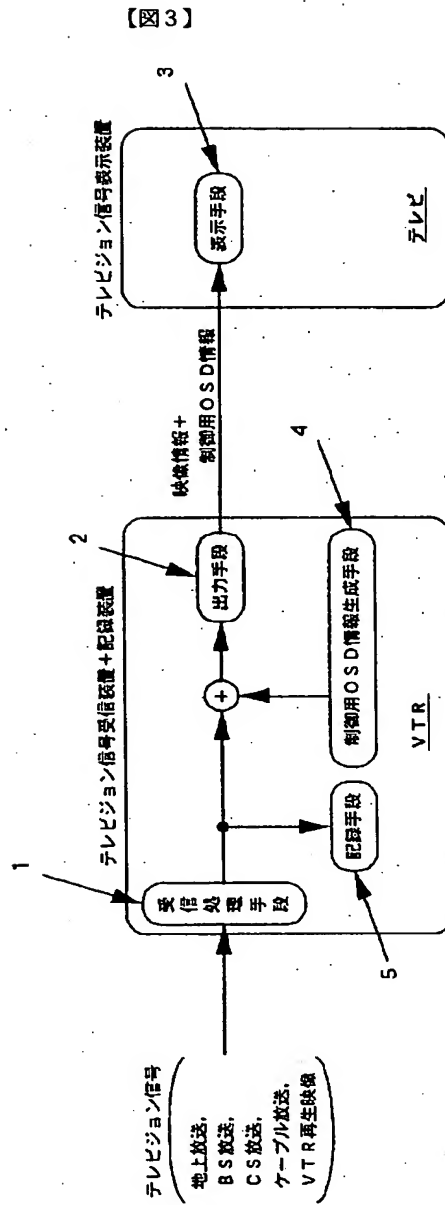 【図3】
テレビジョン信号
地上放送,
BS放送,
CS放送,
ケーブル放送,
VTR再生映像
1
テレビジョン信号受信装置+記録装置
受信処理手段
+
2
出力手段
記録手段
5
制御用OSD情報生成手段
4
VTR
映像情報+
制御用OSD情報
テレビジョン信号表示装置
表示手段
3
テレビ